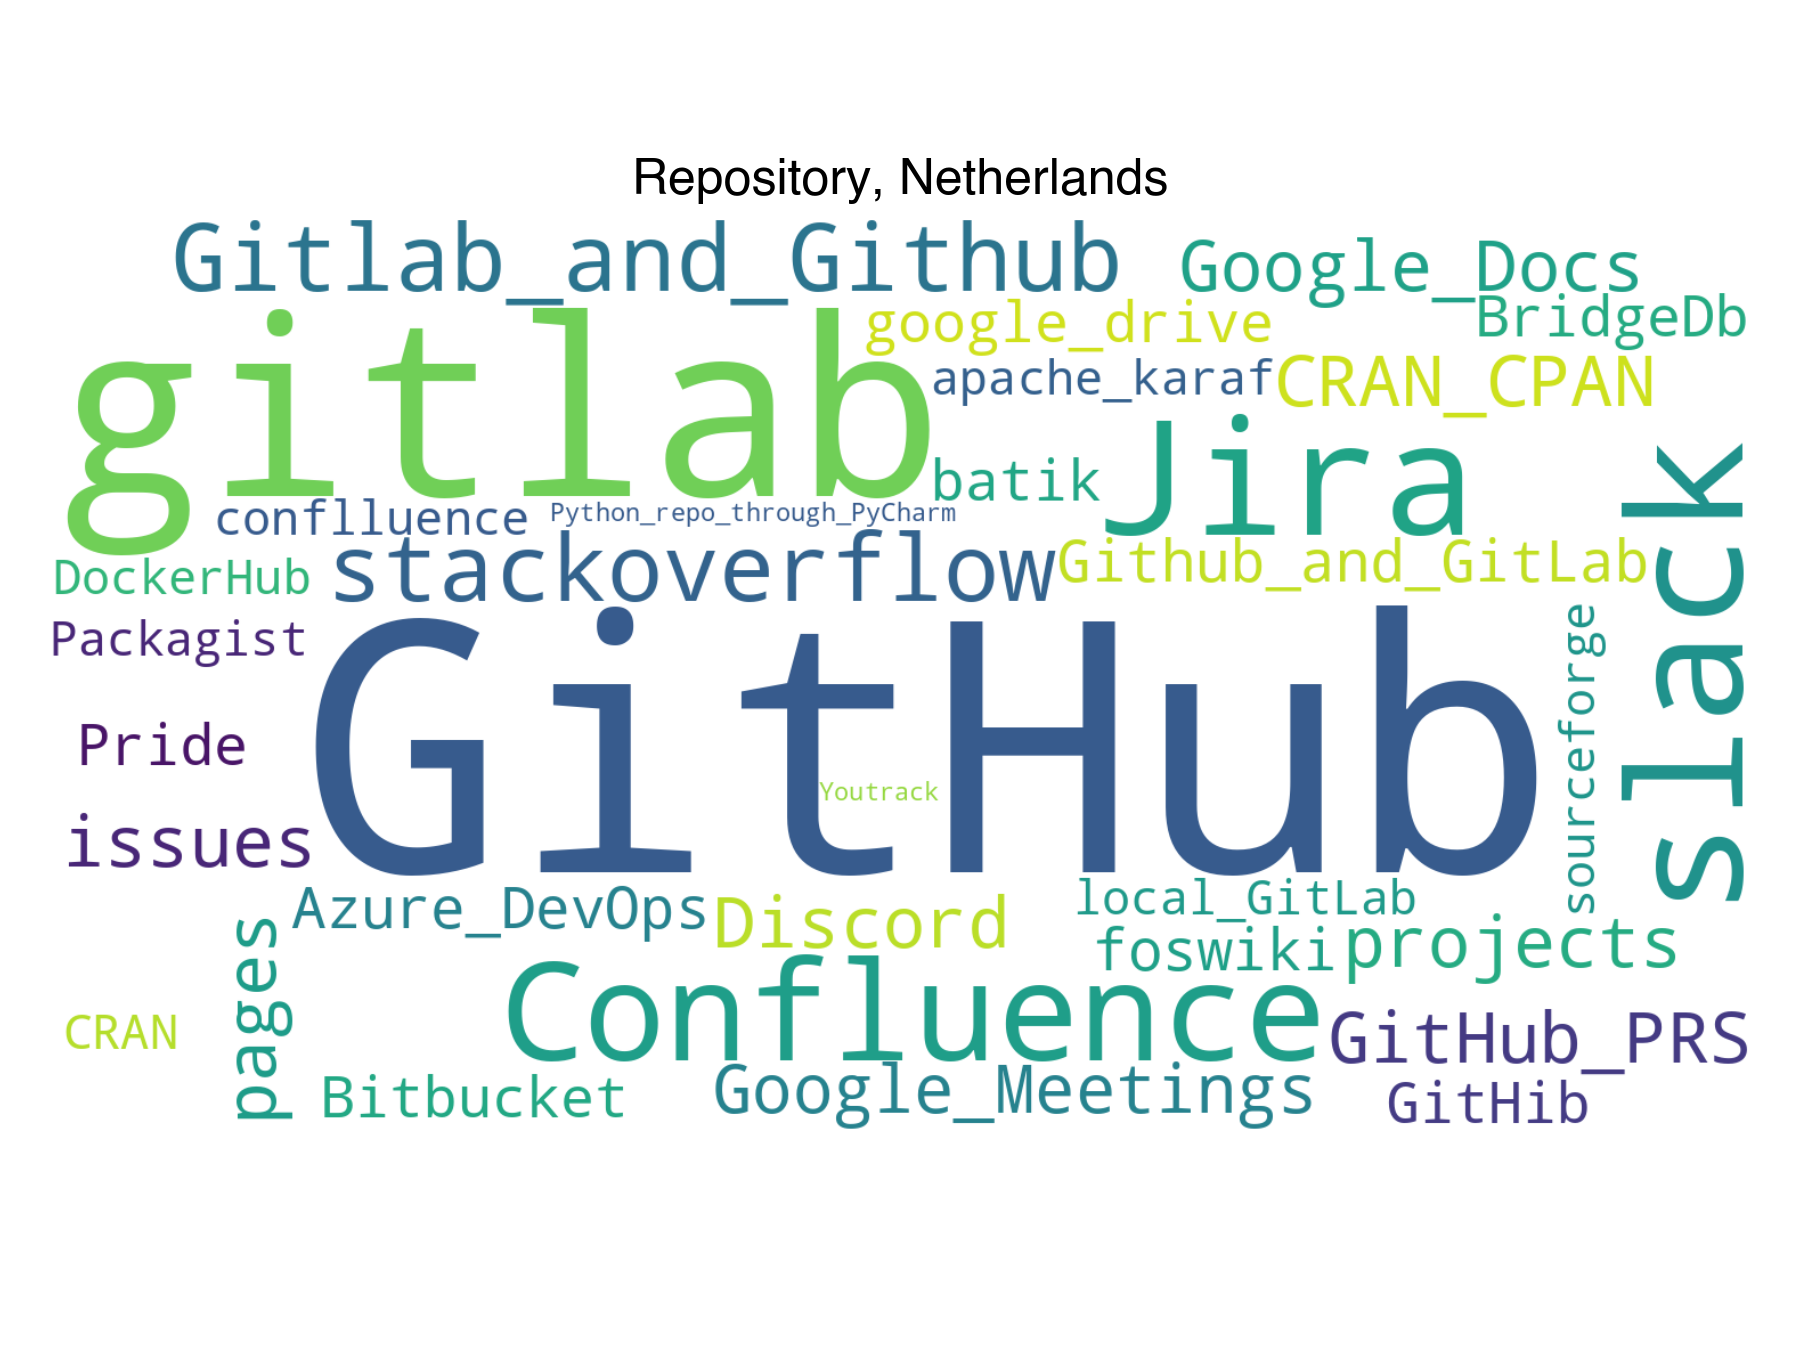 Repository, Netherlands
Gitlab_and_Github
Google_Docs
google_drive
BridgeDb
gitlab
apache_karaf
CRAN_CPAN
Jira
batik
slack
conflluence
Python_repo_through_PyCharm
stackoverflow
Github_and_GitLab
DockerHub
Packagist
GitHub
sourceforge
Pride
Youtrack
issues
Azure_DevOps
Discord
local_GitLab
foswiki
projects
pages
Confluence
CRAN
GitHub_PRS
Bitbucket
Google_Meetings
GitHib